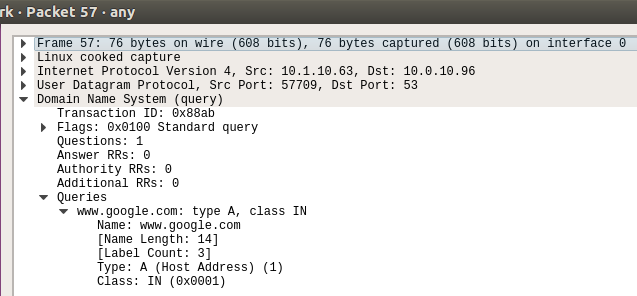 rk · Packet 57 · any
Frame 57: 76 bytes on wire (608 bits), 76 bytes captured (608 bits) on interface 0
Linux cooked capture
Internet Protocol Version 4, Src: 10.1.10.63, Dst: 10.0.10.96
User Datagram Protocol, Src Port: 57709, Dst Port: 53
Domain Name System (query)
Transaction ID: 0x88ab
Flags: 0x0100 Standard query
Questions: 1
Answer RRs: 0
Authority RRs: 0
Additional RRs: 0
Queries
www.google.com: type A, class IN
Name: www.google.com
[Name Length: 14]
[Label Count: 3]
Type: A (Host Address) (1)
Class: IN (0x0001)